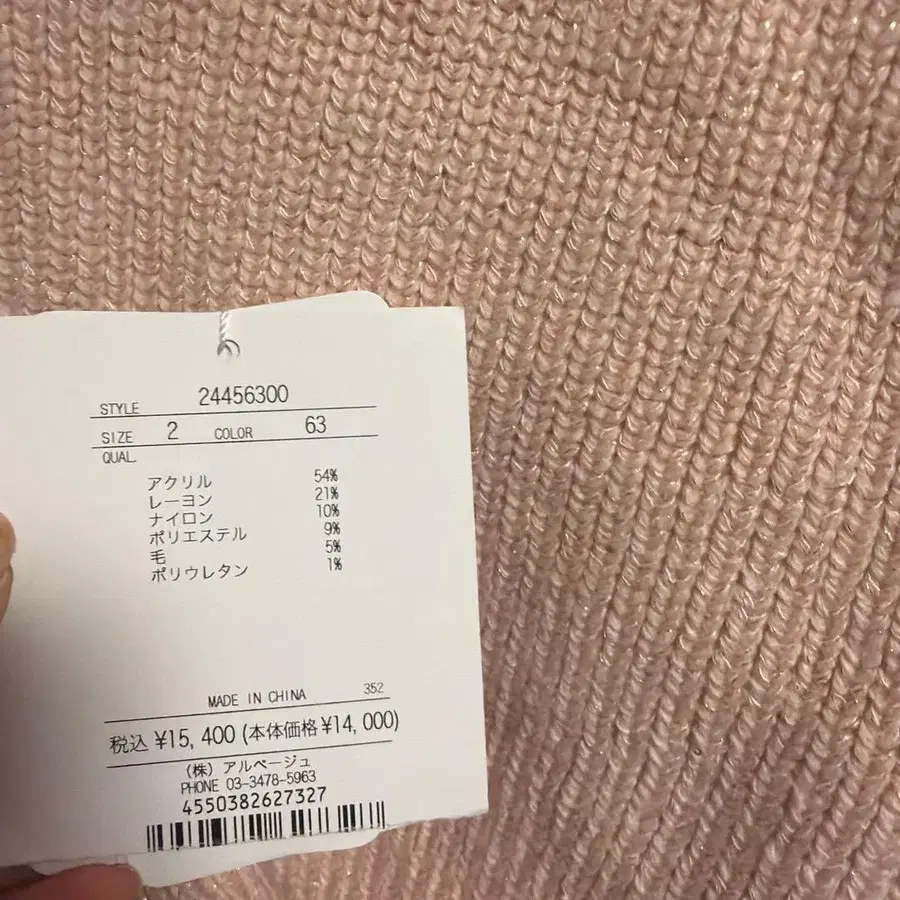 STYLE 24456300
SIZE 2 COLOR 63
QUAL.
アクリル 54%
レーヨン 21%
ナイロン 10%
ポリエステル 9%
毛 5%
ポリウレタン 1%
MADE IN CHINA 352
税込 ¥15,400 (本体価格¥14,000)
(株) アルページュ
PHONE 03-3478-5963
4550382627327